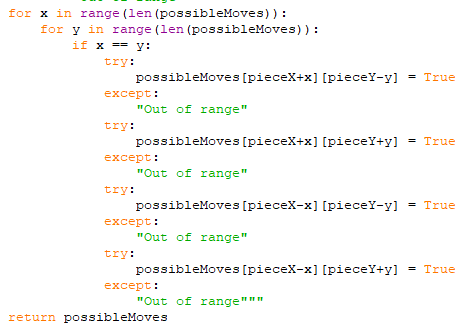 for x in range(len(possibleMoves)):
    for y in range(len(possibleMoves)):
        if x == y:
            try:
                possibleMoves[pieceX+x][pieceY-y] = True
            except:
                "Out of range"
            try:
                possibleMoves[pieceX+x][pieceY+y] = True
            except:
                "Out of range"
            try:
                possibleMoves[pieceX-x][pieceY-y] = True
            except:
                "Out of range"
            try:
                possibleMoves[pieceX-x][pieceY+y] = True
            except:
                "Out of range"""
return possibleMoves